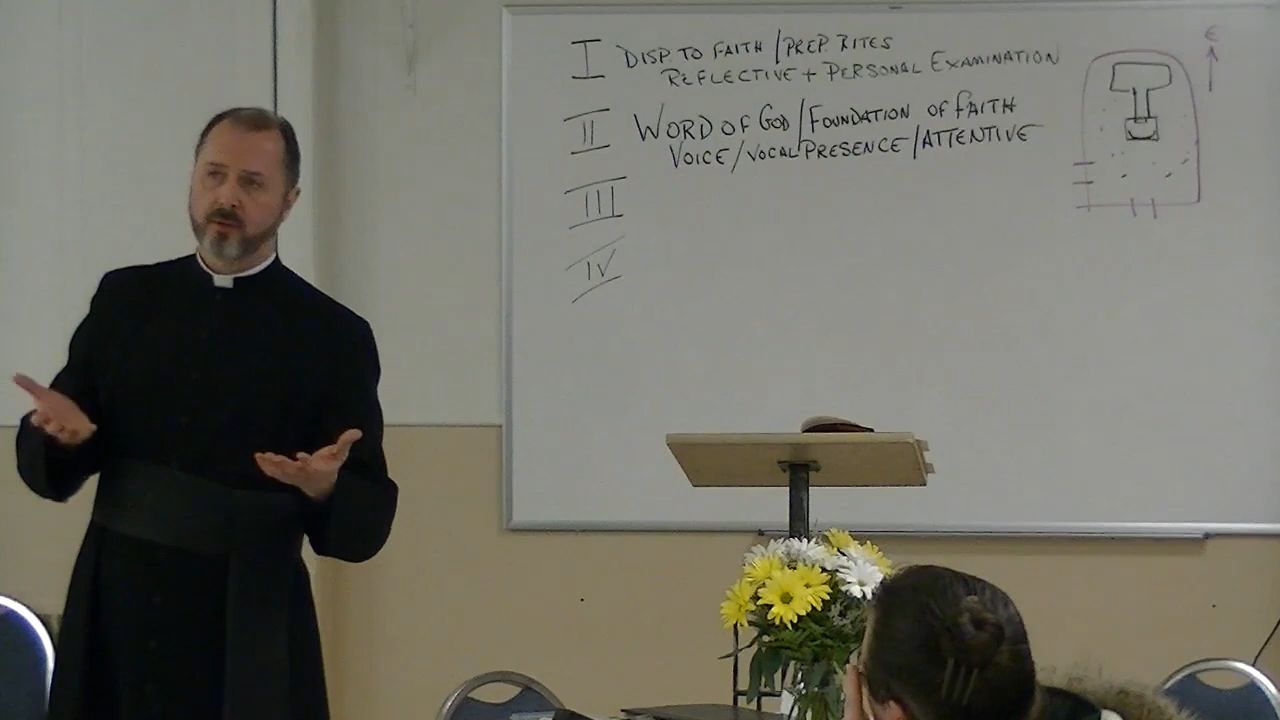 I DISP TO FAITH / PREP RITES
REFLECTIVE + PERSONAL EXAMINATION
II WORD OF GOD / FOUNDATION OF FAITH
VOICE / VOCAL PRESENCE / ATTENTIVE
III
IV
E